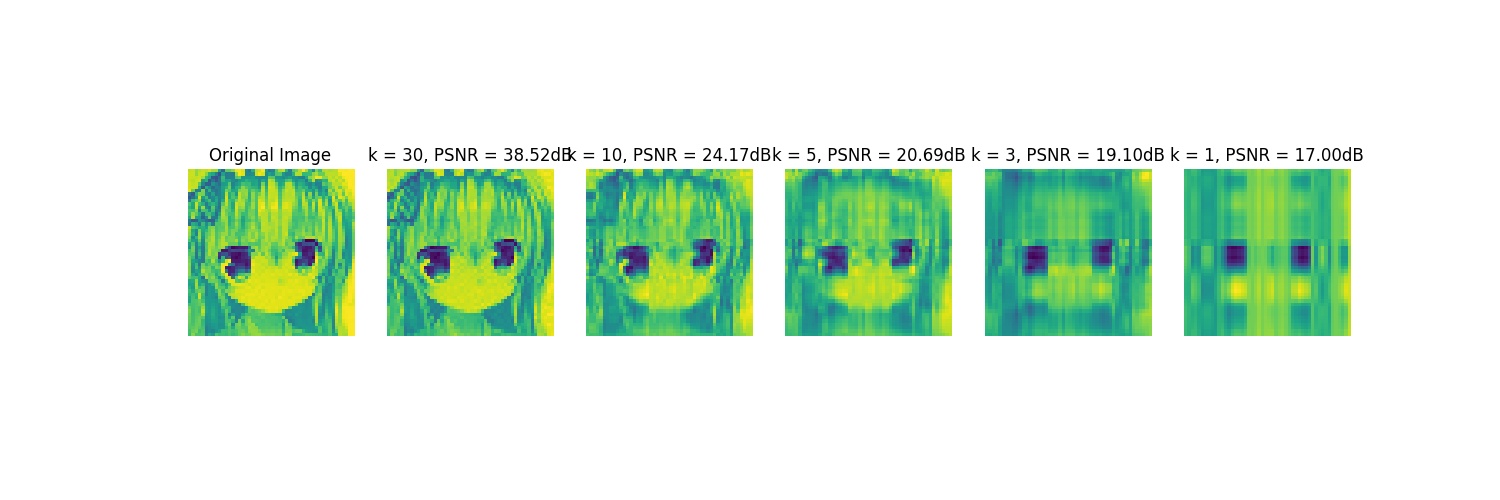 Original Image
k = 30, PSNR = 38.52dB
k = 10, PSNR = 24.17dB
k = 5, PSNR = 20.69dB
k = 3, PSNR = 19.10dB
k = 1, PSNR = 17.00dB